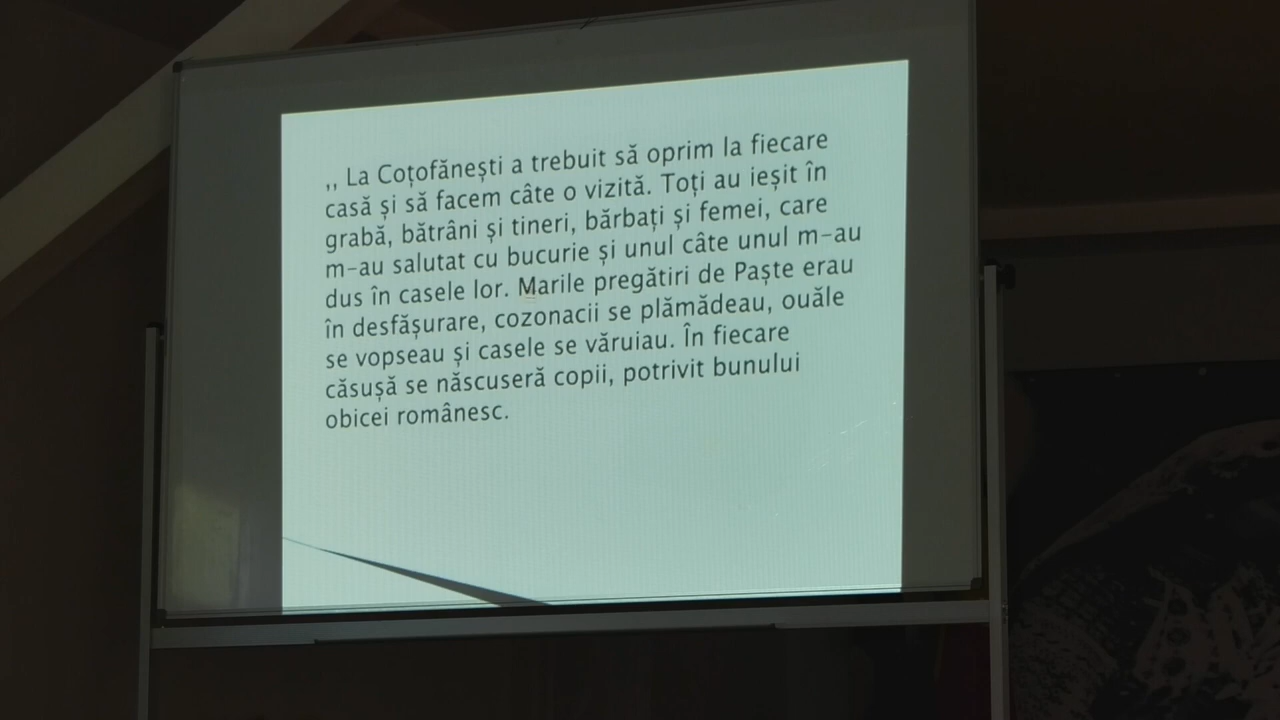 ,, La Coțofănești a trebuit să oprim la fiecare
casă și să facem câte o vizită. Toți au ieșit în
grabă, bătrâni și tineri, bărbați și femei, care
m-au salutat cu bucurie și unul câte unul m-au
dus în casele lor. Marile pregătiri de Paște erau
în desfășurare, cozonacii se plămădeau, ouăle
se vopseau și casele se văruiau. În fiecare
căsușă se născuseră copii, potrivit bunului
obicei românesc.